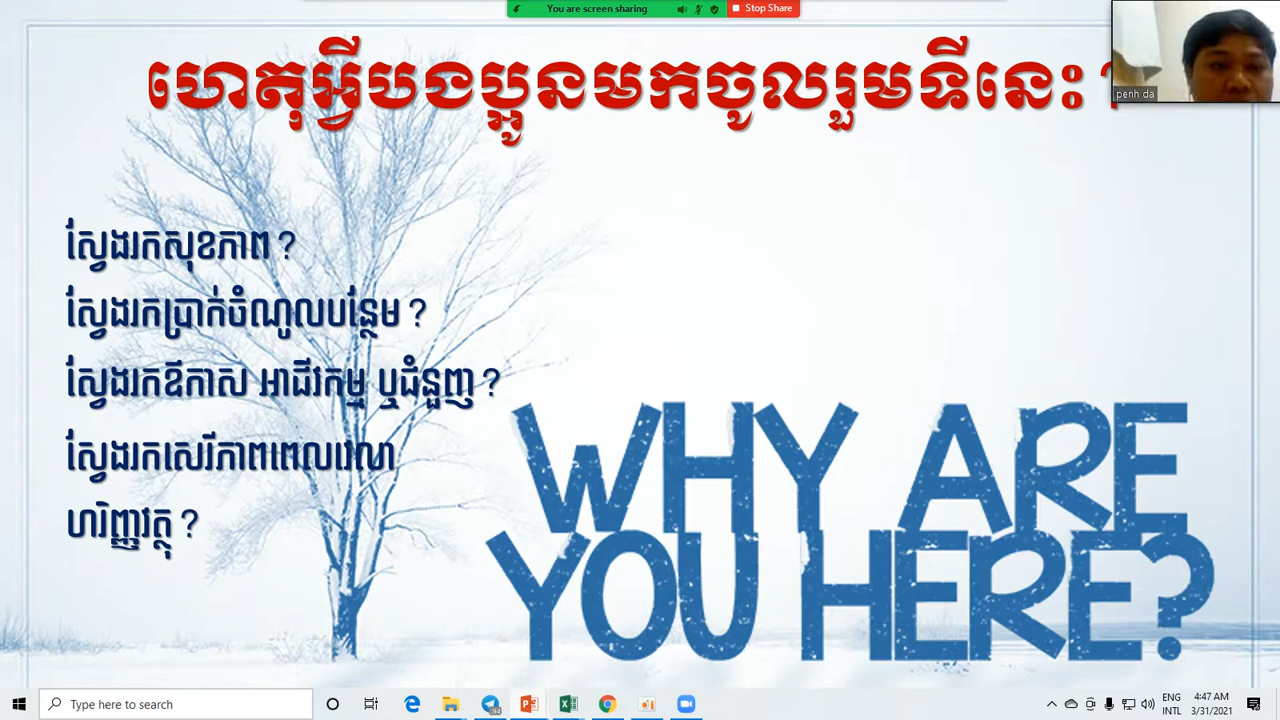 You are screen sharing
Stop Share
ហេតុអ្វីបងប្អូនមកចូលរួមទីនេះ?
penh da
ស្វែងរកសុខភាព?
ស្វែងរកប្រាក់ចំណូលបន្ថែម?
ស្វែងរកឱកាស អាជីវកម្ម ឬជំនួញ?
ស្វែងរកសេរីភាពពេលវេលា
ហរិញ្ញវត្ថុ?
WHY ARE
YOU HERE?
Type here to search
94
ENG
INTL
4:47 AM
3/31/2021